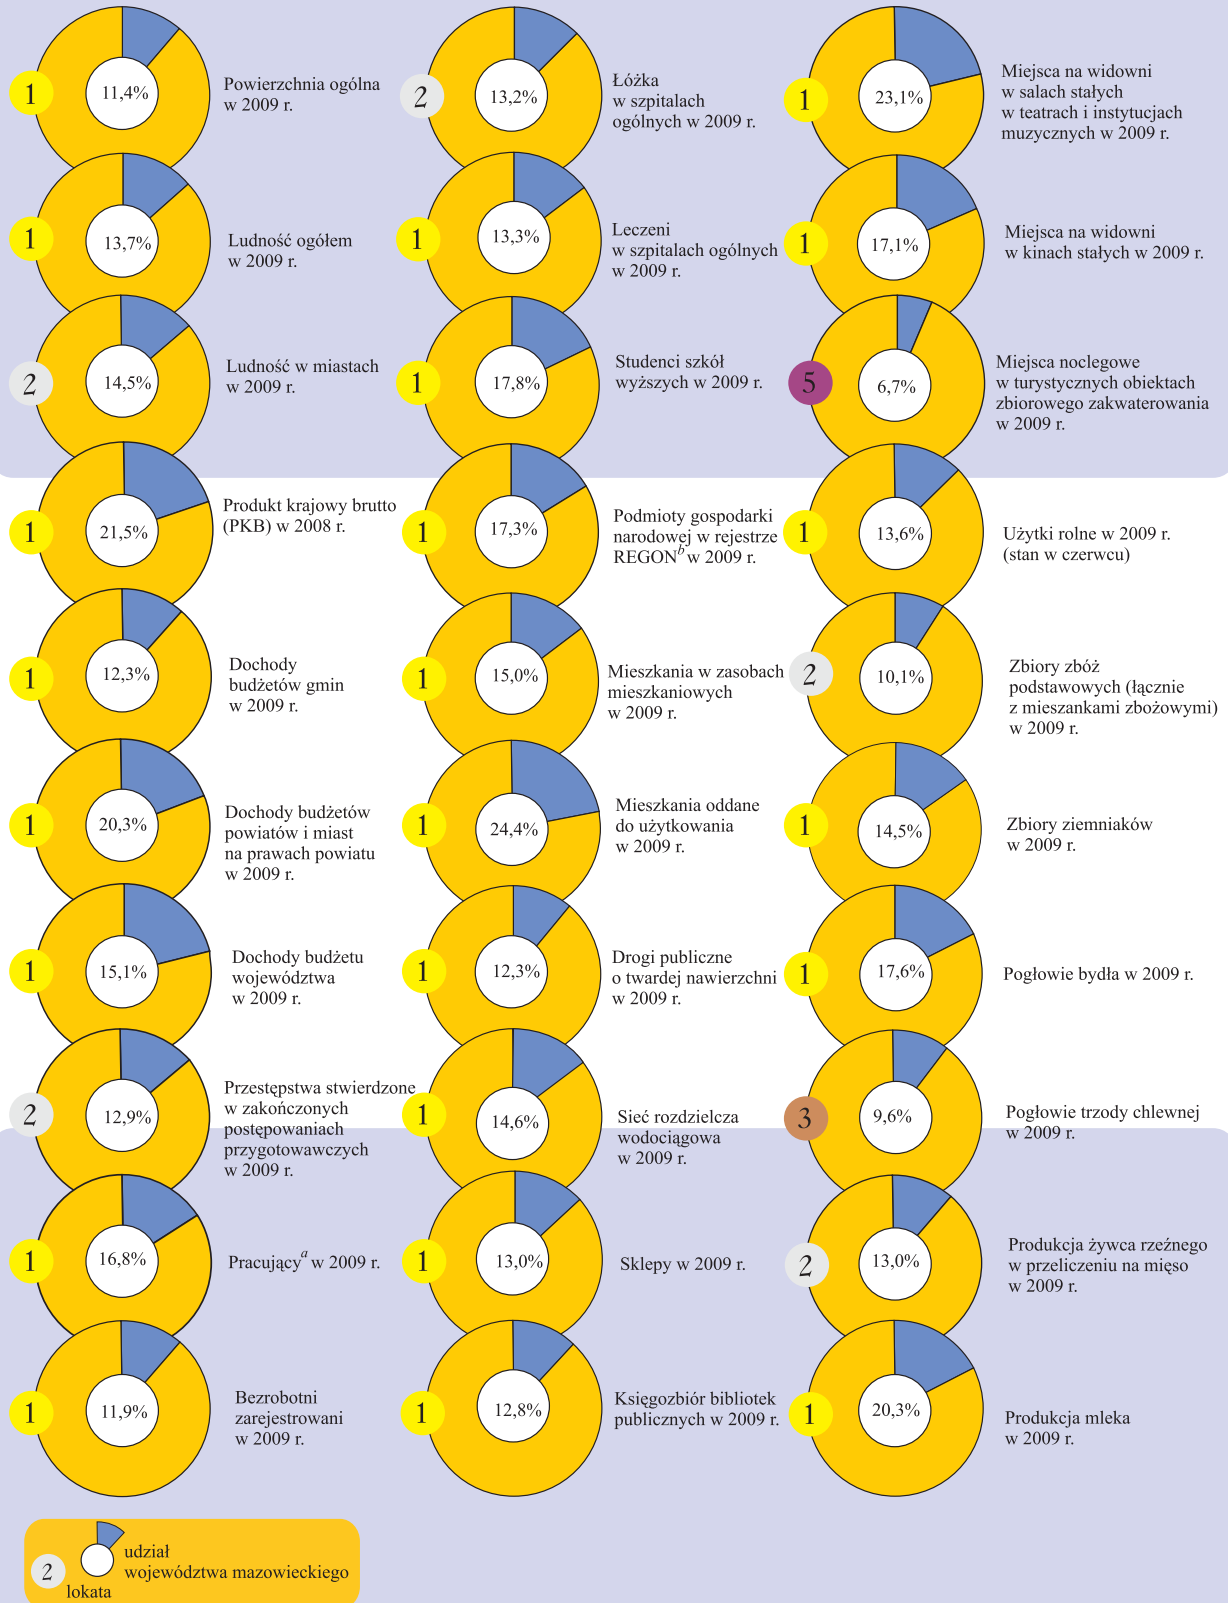 1
11,4%
Powierzchnia ogólna
w 2009 r.
1
13,7%
Ludność ogółem
w 2009 r.
2
14,5%
Ludność w miastach
w 2009 r.
1
21,5%
Produkt krajowy brutto
(PKB) w 2008 r.
1
12,3%
Dochody
budżetów gmin
w 2009 r.
1
20,3%
Dochody budżetów
powiatów i miast
na prawach powiatu
w 2009 r.
1
15,1%
Dochody budżetu
województwa
w 2009 r.
2
12,9%
Przestępstwa stwierdzone
w zakończonych
postępowaniach
przygotowawczych
w 2009 r.
1
16,8%
Pracujący a w 2009 r.
1
11,9%
Bezrobotni
zarejestrowani
w 2009 r.
2
13,2%
Łóżka
w szpitalach
ogólnych w 2009 r.
1
13,3%
Leczeni
w szpitalach ogólnych
w 2009 r.
1
17,8%
Studenci szkół
wyższych w 2009 r.
1
17,3%
Podmioty gospodarki
narodowej w rejestrze
REGON b w 2009 r.
1
15,0%
Mieszkania w zasobach
mieszkaniowych
w 2009 r.
1
24,4%
Mieszkania oddane
do użytkowania
w 2009 r.
1
12,3%
Drogi publiczne
o twardej nawierzchni
w 2009 r.
1
14,6%
Sieć rozdzielcza
wodociągowa
w 2009 r.
1
13,0%
Sklepy w 2009 r.
1
12,8%
Księgozbiór bibliotek
publicznych w 2009 r.
1
23,1%
Miejsca na widowni
w salach stałych
w teatrach i instytucjach
muzycznych w 2009 r.
1
17,1%
Miejsca na widowni
w kinach stałych w 2009 r.
5
6,7%
Miejsca noclegowe
w turystycznych obiektach
zbiorowego zakwaterowania
w 2009 r.
1
13,6%
Użytki rolne w 2009 r.
(stan w czerwcu)
2
10,1%
Zbiory zbóż
podstawowych (łącznie
z mieszankami zbożowymi)
w 2009 r.
1
14,5%
Zbiory ziemniaków
w 2009 r.
1
17,6%
Pogłowie bydła w 2009 r.
3
9,6%
Pogłowie trzody chlewnej
w 2009 r.
2
13,0%
Produkcja żywca rzeźnego
w przeliczeniu na mięso
w 2009 r.
1
20,3%
Produkcja mleka
w 2009 r.
2
lokata
udział
województwa mazowieckiego